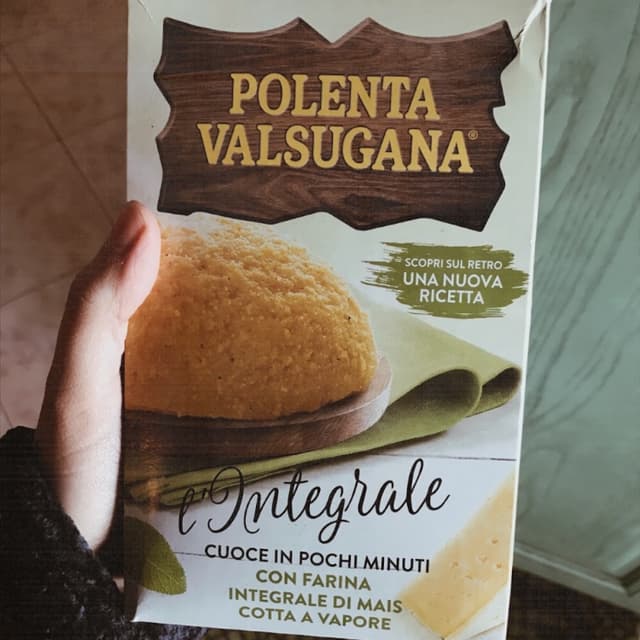 POLENTA
VALSUGANA®
SCOPRI SUL RETRO
UNA NUOVA
RICETTA
l'Integrale
CUOCE IN POCHI MINUTI
CON FARINA
INTEGRALE DI MAIS
COTTA A VAPORE